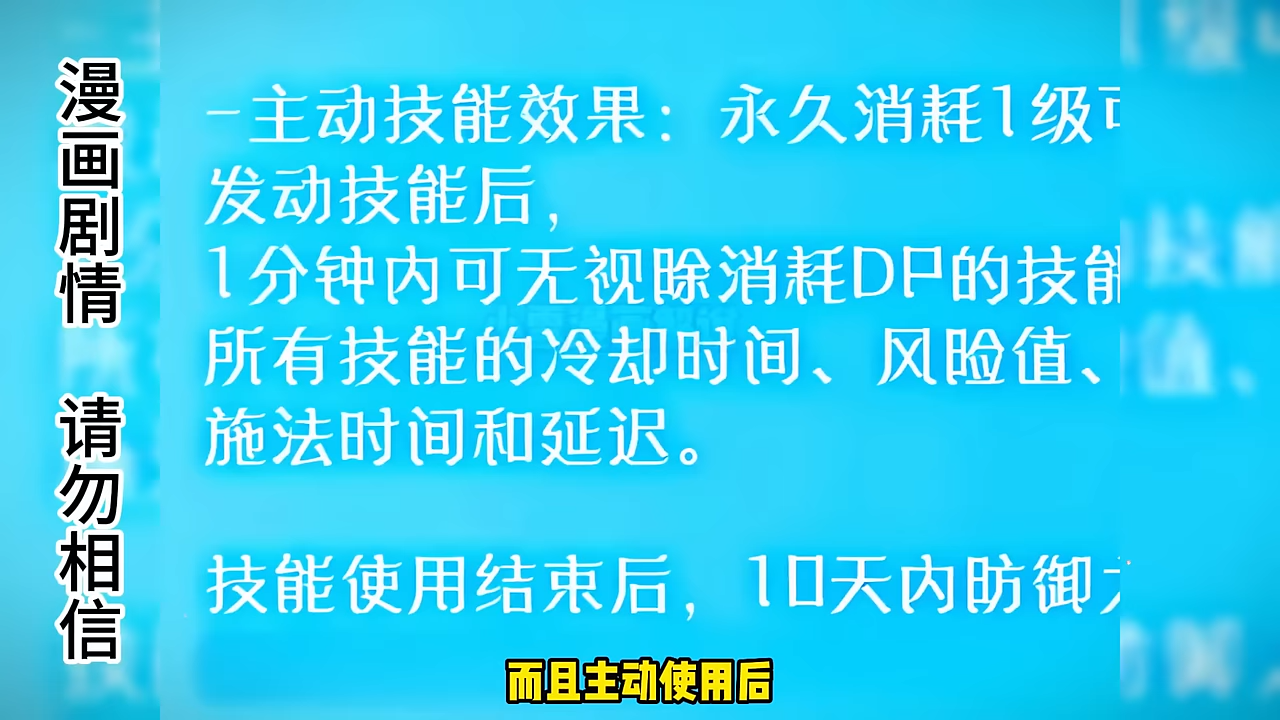 漫画剧情 请勿相信
-主动技能效果：永久消耗1级可
发动技能后，
1分钟内可无视除消耗DP的技能
所有技能的冷却时间、风险值、
施法时间和延迟。
技能使用结束后，10天内防御力
而且主动使用后